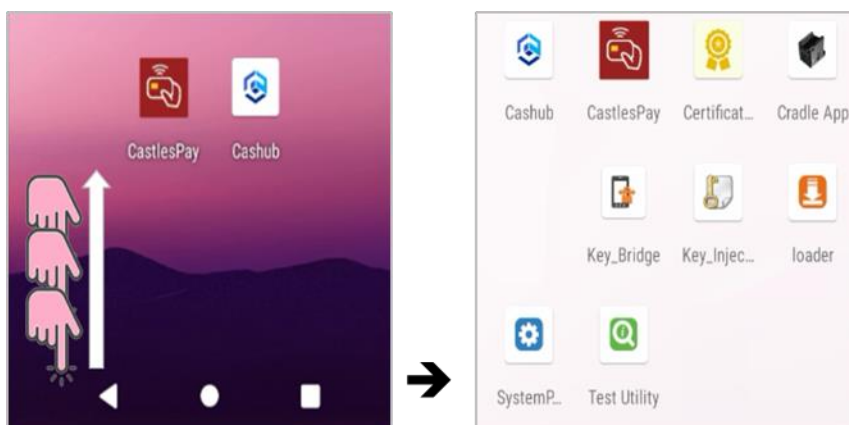 CastlesPay Cashub
Cashub CastlesPay Certificat... Cradle App
Key_Bridge Key_Injec... loader
SystemP... Test Utility